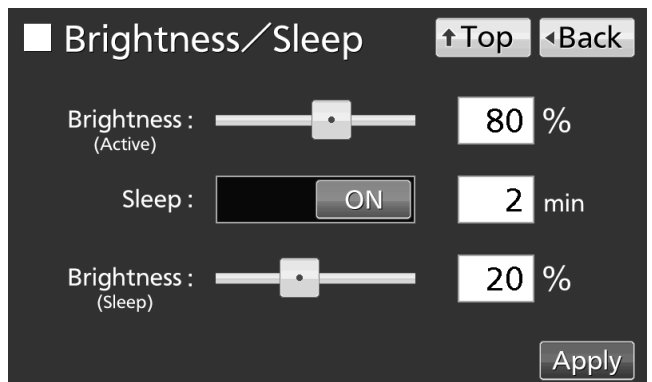 Brightness／Sleep
↑Top
◂Back
Brightness :
(Active)
80 %
Sleep :
ON
2 min
Brightness :
(Sleep)
20 %
Apply